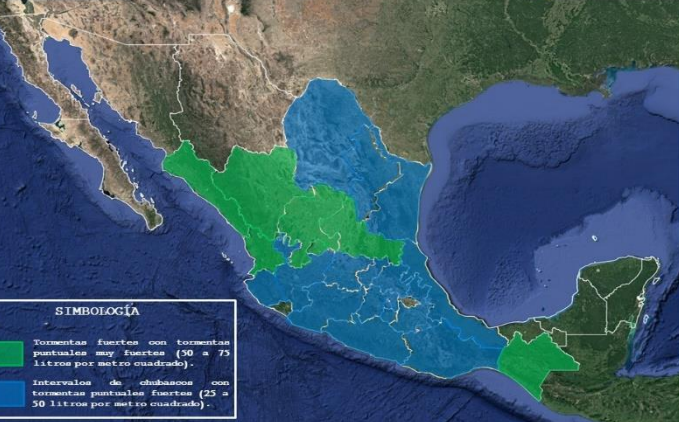 SIMBOLOGÍA
Tormentas fuertes con tormentas
puntuales muy fuertes (50 a 75
litros por metro cuadrado).
Intervalos de chubascos con
tormentas puntuales fuertes (25 a
50 litros por metro cuadrado).